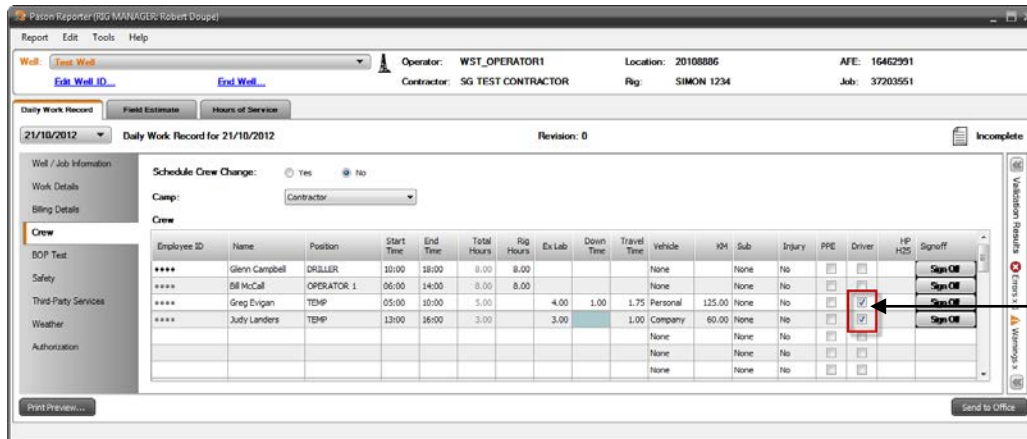 Pason Reporter (RIG MANAGER: Robert Doupe)
Report Edit Tools Help
Well: Test Well Operator: WST_OPERATOR1 Location: 20108886 AFE: 16462991
Edit Well ID... End Well... Contractor: SG TEST CONTRACTOR Rig: SIMON 1234 Job: 37203551
Daily Work Record Field Estimate Hours of Service
21/10/2012 Daily Work Record for 21/10/2012 Revision: 0 Incomplete
Well / Job Information
Work Details
Billing Details
Crew
BOP Test
Safety
Third-Party Services
Weather
Authorization
Schedule Crew Change: Yes No
Camp: Contractor
Crew
Employee ID Name Position Start Time End Time Total Hours Rig Hours Ex Lab Down Time Travel Time Vehicle KM Sub Injury PPE Driver HP H2S Signoff
**** Glenn Campbell DRILLER 10:00 18:00 8.00 8.00 None None No Sign Off
**** Bill McCall OPERATOR 1 06:00 14:00 8.00 8.00 None None No Sign Off
**** Greg Evigan TEMP 05:00 10:00 5.00 4.00 1.00 1.75 Personal 125.00 None No Sign Off
**** Judy Landers TEMP 13:00 16:00 3.00 3.00 1.00 Company 60.00 None No Sign Off
None None No
None None No
None None No
Validation Results
Errors x
Warnings x
Print Preview... Send to Office